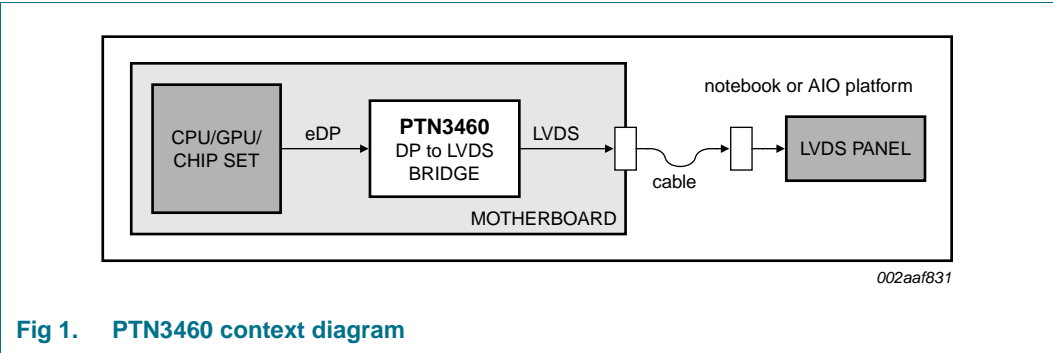 notebook or AIO platform
CPU/GPU/
CHIP SET
eDP
PTN3460
DP to LVDS
BRIDGE
LVDS
cable
LVDS PANEL
MOTHERBOARD
002aaf831
Fig 1. PTN3460 context diagram